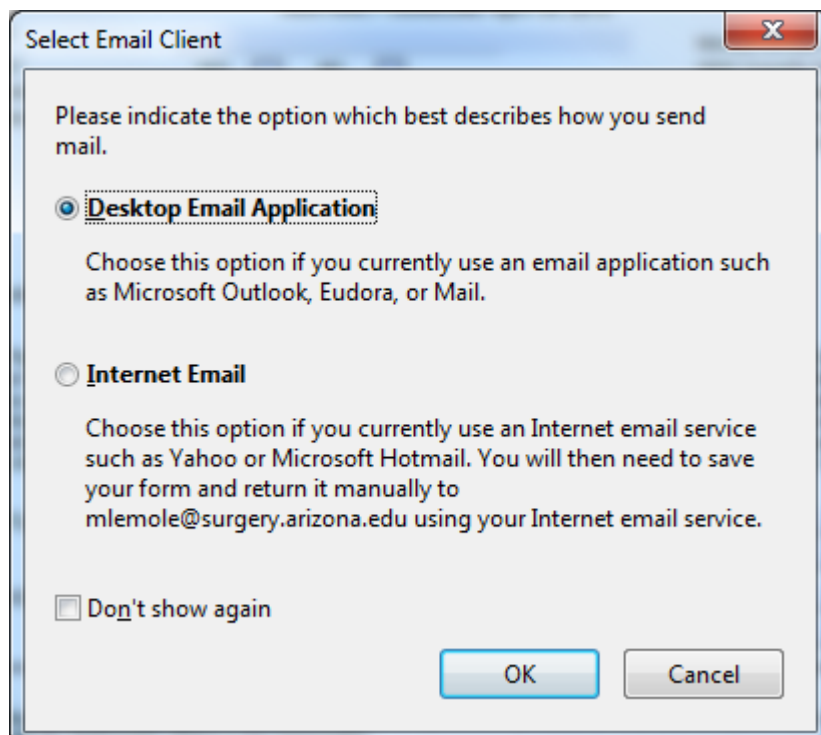 Select Email Client
Please indicate the option which best describes how you send
mail.
Desktop Email Application
Choose this option if you currently use an email application such
as Microsoft Outlook, Eudora, or Mail.
Internet Email
Choose this option if you currently use an Internet email service
such as Yahoo or Microsoft Hotmail. You will then need to save
your form and return it manually to
mlemole@surgery.arizona.edu using your Internet email service.
Don't show again
OK
Cancel